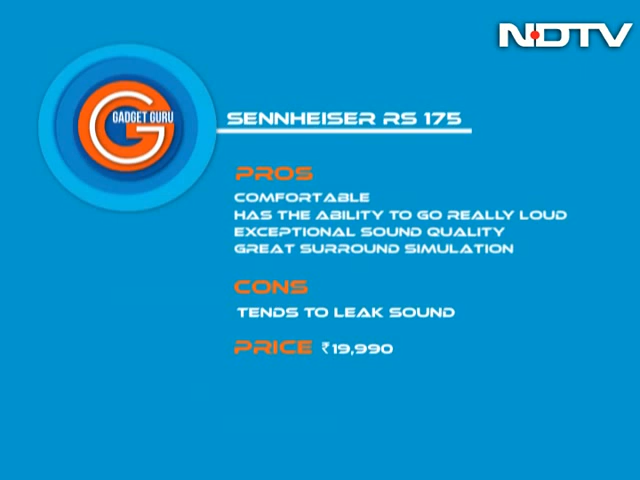 NDTV
GADGET GURU
SENNHEISER RS 175
PROS
COMFORTABLE
HAS THE ABILITY TO GO REALLY LOUD
EXCEPTIONAL SOUND QUALITY
GREAT SURROUND SIMULATION
CONS
TENDS TO LEAK SOUND
PRICE ₹19,990